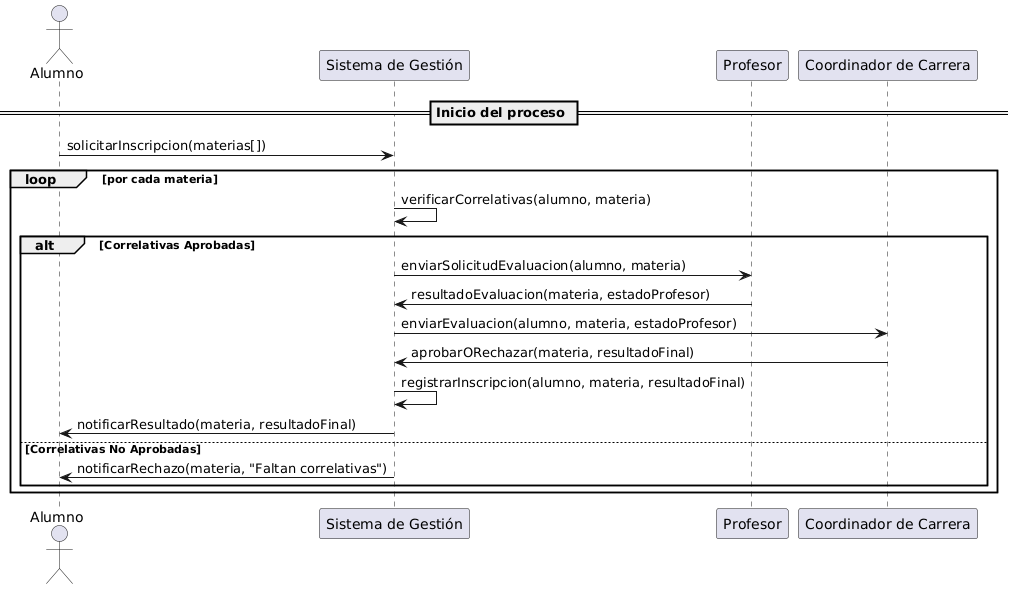 Alumno
Sistema de Gestión
Profesor
Coordinador de Carrera
Inicio del proceso
solicitarInscripcion(materias[])
loop [por cada materia]
verificarCorrelativas(alumno, materia)
alt [Correlativas Aprobadas]
enviarSolicitudEvaluacion(alumno, materia)
resultadoEvaluacion(materia, estadoProfesor)
enviarEvaluacion(alumno, materia, estadoProfesor)
aprobarORechazar(materia, resultadoFinal)
registrarInscripcion(alumno, materia, resultadoFinal)
notificarResultado(materia, resultadoFinal)
[Correlativas No Aprobadas]
notificarRechazo(materia, "Faltan correlativas")
Alumno
Sistema de Gestión
Profesor
Coordinador de Carrera